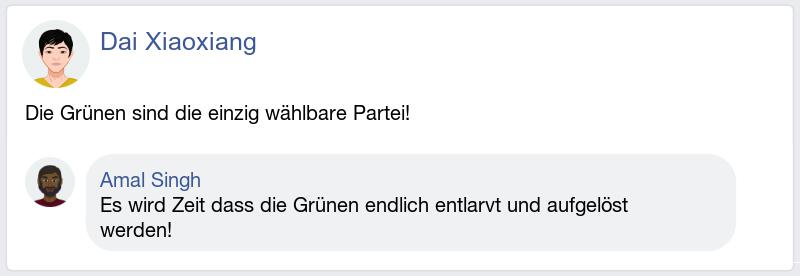 Dai Xiaoxiang
Die Grünen sind die einzig wählbare Partei!
Amal Singh
Es wird Zeit dass die Grünen endlich entlarvt und aufgelöst
werden!